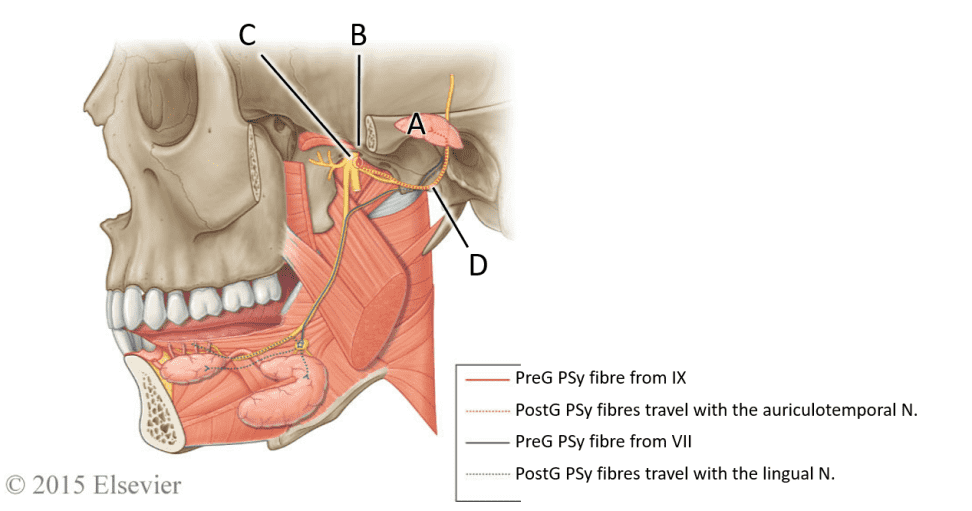 C B
A
D
PreG PSy fibre from IX
PostG PSy fibres travel with the auriculotemporal N.
PreG PSy fibre from VII
PostG PSy fibres travel with the lingual N.
© 2015 Elsevier